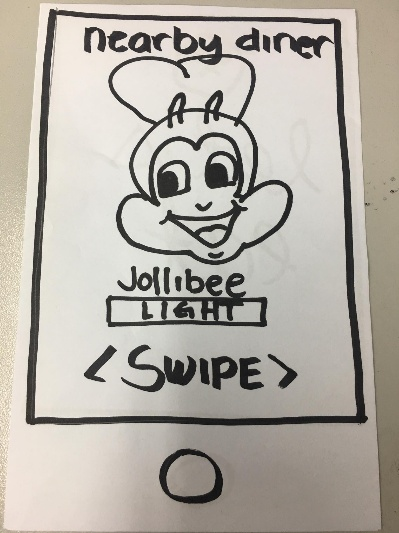 nearby diner
Jollibee
LIGHT
< SWIPE >